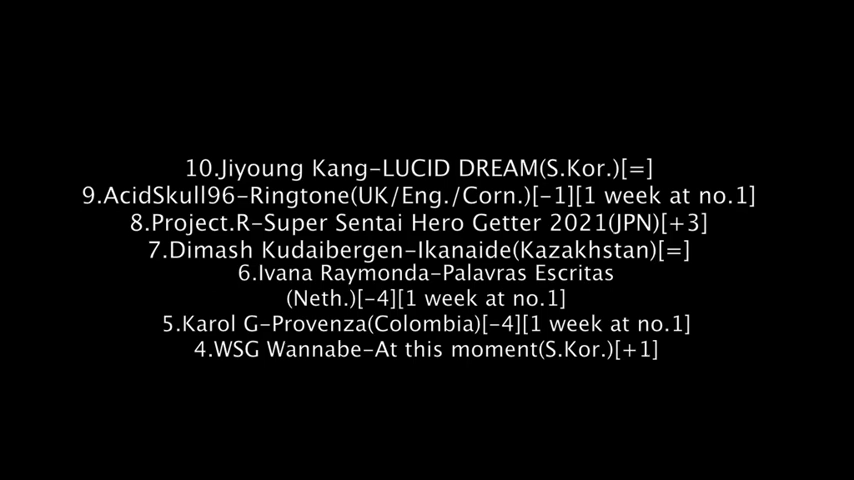 10.Jiyoung Kang-LUCID DREAM(S.Kor.)[=]
9.AcidSkull96-Ringtone(UK/Eng./Corn.)[-1][1 week at no.1]
8.Project.R-Super Sentai Hero Getter 2021(JPN)[+3]
7.Dimash Kudaibergen-Ikanaide(Kazakhstan)[=]
6.Ivana Raymonda-Palavras Escritas
(Neth.)[-4][1 week at no.1]
5.Karol G-Provenza(Colombia)[-4][1 week at no.1]
4.WSG Wannabe-At this moment(S.Kor.)[+1]